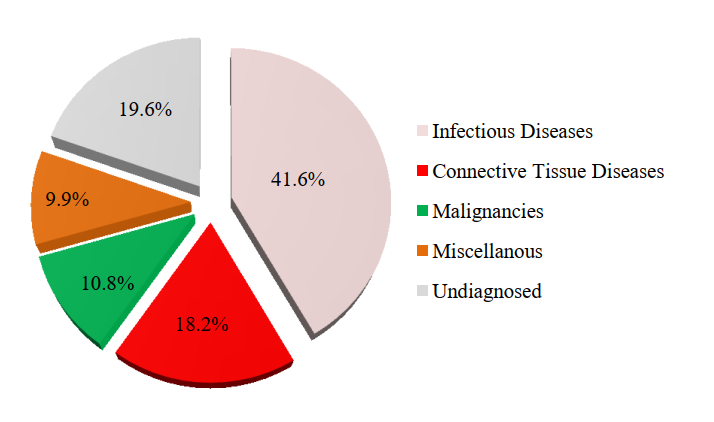 19.6%
41.6%
9.9%
10.8%
18.2%
Infectious Diseases
Connective Tissue Diseases
Malignancies
Miscellanous
Undiagnosed